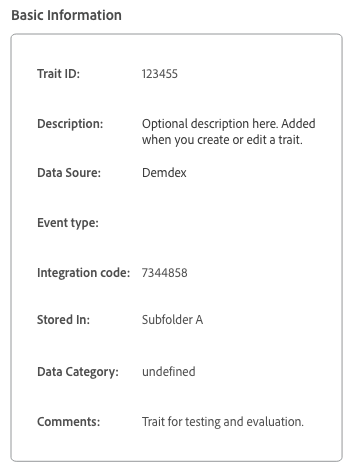 Basic Information
Trait ID: 123455
Description: Optional description here. Added
when you create or edit a trait.
Data Soure: Demdex
Event type:
Integration code: 7344858
Stored In: Subfolder A
Data Category: undefined
Comments: Trait for testing and evaluation.